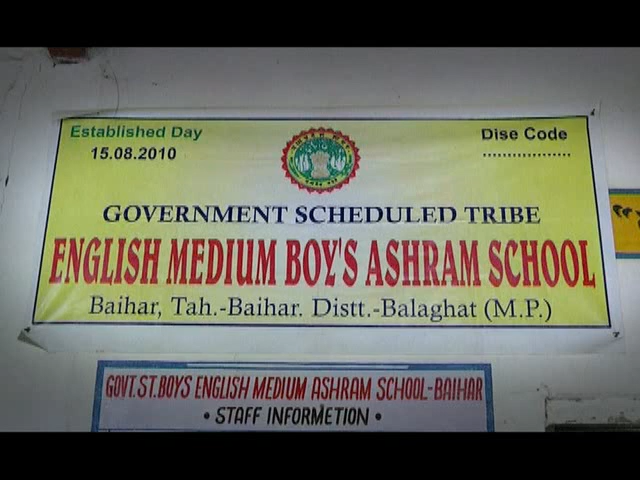 Established Day
15.08.2010
Dise Code
..................
GOVERNMENT SCHEDULED TRIBE
ENGLISH MEDIUM BOY'S ASHRAM SCHOOL
Baihar, Tah.-Baihar. Distt.-Balaghat (M.P.)
GOVT.ST.BOYS ENGLISH MEDIUM ASHRAM SCHOOL-BAIHAR
• STAFF INFORMETION •